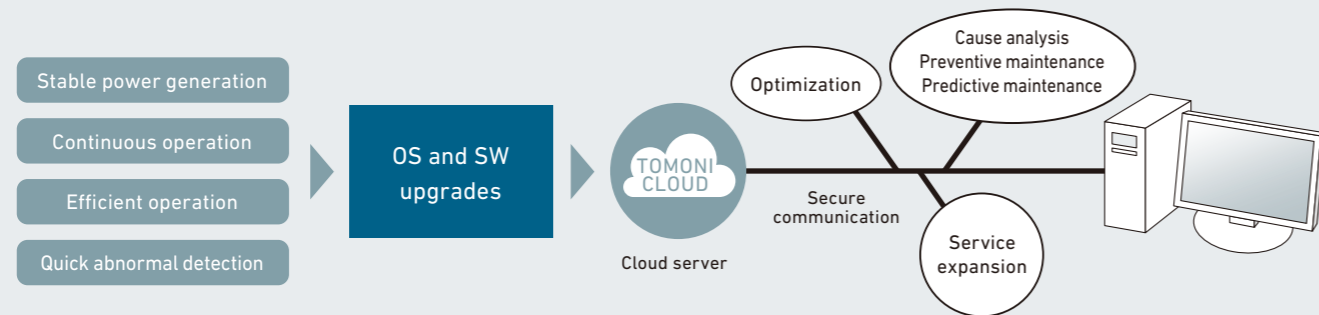 Stable power generation
Continuous operation
Efficient operation
Quick abnormal detection
OS and SW
upgrades
TOMONI
CLOUD
Cloud server
Secure
communication
Optimization
Cause analysis
Preventive maintenance
Predictive maintenance
Service
expansion